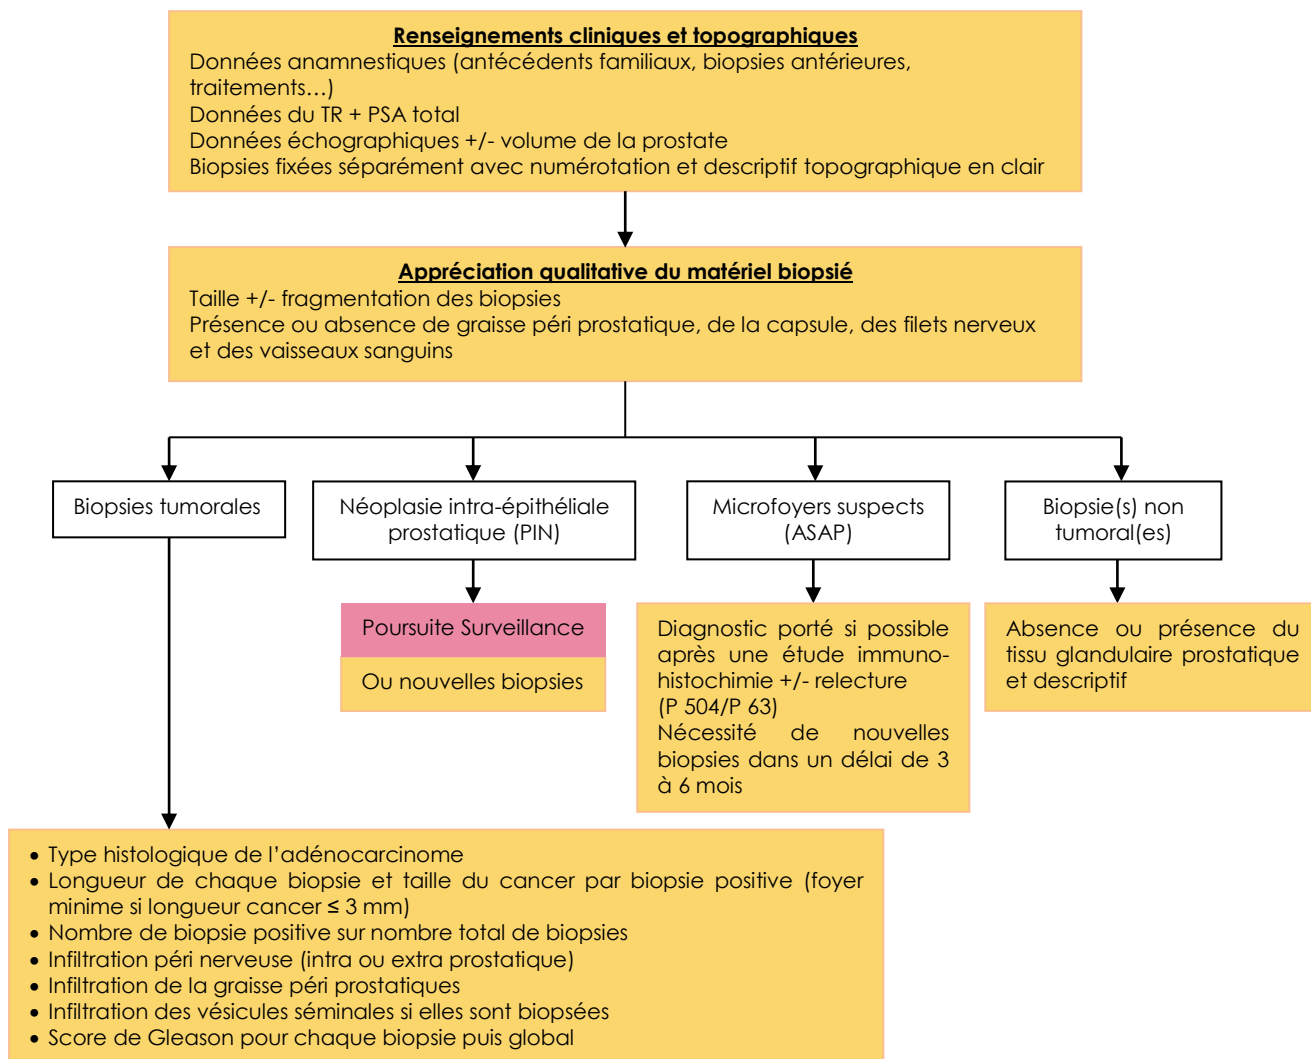 Renseignements cliniques et topographiques
Données anamnestiques (antécédents familiaux, biopsies antérieures,
traitements…)
Données du TR + PSA total
Données échographiques +/- volume de la prostate
Biopsies fixées séparément avec numérotation et descriptif topographique en clair
Appréciation qualitative du matériel biopsié
Taille +/- fragmentation des biopsies
Présence ou absence de graisse péri prostatique, de la capsule, des filets nerveux
et des vaisseaux sanguins
Biopsies tumorales
Néoplasie intra-épithéliale
prostatique (PIN)
Microfoyers suspects
(ASAP)
Biopsie(s) non
tumoral(es)
Poursuite Surveillance
Ou nouvelles biopsies
Diagnostic porté si possible
après une étude immuno-
histochimie +/- relecture
(P 504/P 63)
Nécessité de nouvelles
biopsies dans un délai de 3
à 6 mois
Absence ou présence du
tissu glandulaire prostatique
et descriptif
• Type histologique de l’adénocarcinome
• Longueur de chaque biopsie et taille du cancer par biopsie positive (foyer
minime si longueur cancer ≤ 3 mm)
• Nombre de biopsie positive sur nombre total de biopsies
• Infiltration péri nerveuse (intra ou extra prostatique)
• Infiltration de la graisse péri prostatiques
• Infiltration des vésicules séminales si elles sont biopsées
• Score de Gleason pour chaque biopsie puis global